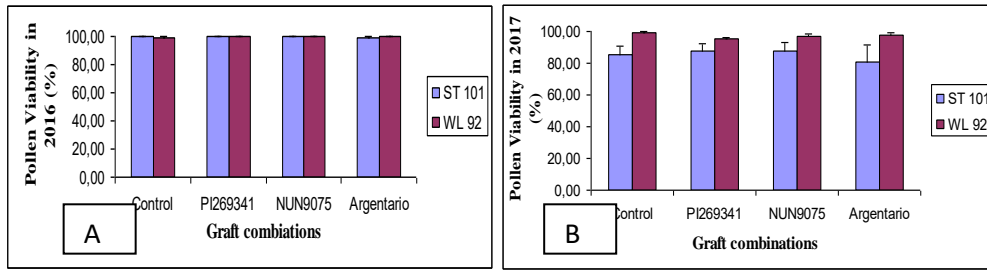 Pollen Viability in
2016 (%)
100,00
80,00
60,00
40,00
20,00
0,00
Control
PI269341
NUN9075
Argentario
Graft combiations
ST 101
WL 92
A
Pollen Viability in 2017
(%)
100,00
80,00
60,00
40,00
20,00
0,00
Control
PI269341
NUN9075
Argentario
Graft combinations
ST 101
WL 92
B